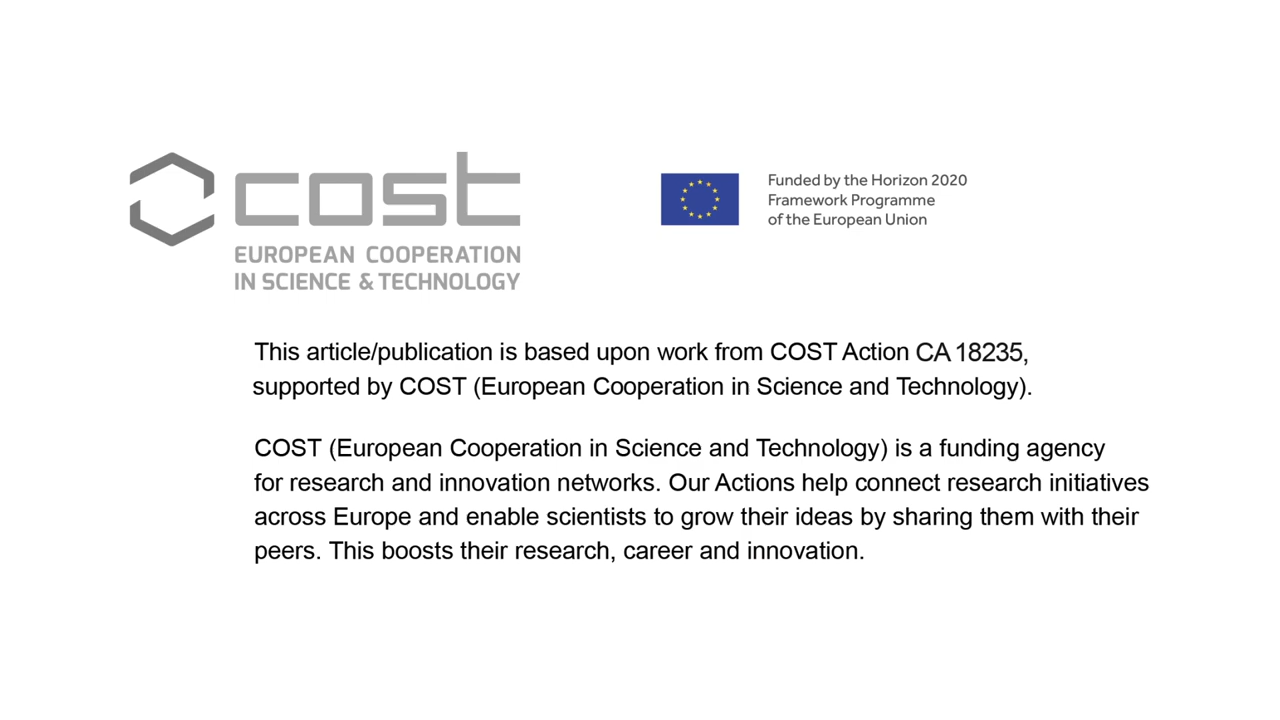 cost
EUROPEAN COOPERATION
IN SCIENCE & TECHNOLOGY
Funded by the Horizon 2020
Framework Programme
of the European Union
This article/publication is based upon work from COST Action CA 18235,
supported by COST (European Cooperation in Science and Technology).
COST (European Cooperation in Science and Technology) is a funding agency
for research and innovation networks. Our Actions help connect research initiatives
across Europe and enable scientists to grow their ideas by sharing them with their
peers. This boosts their research, career and innovation.